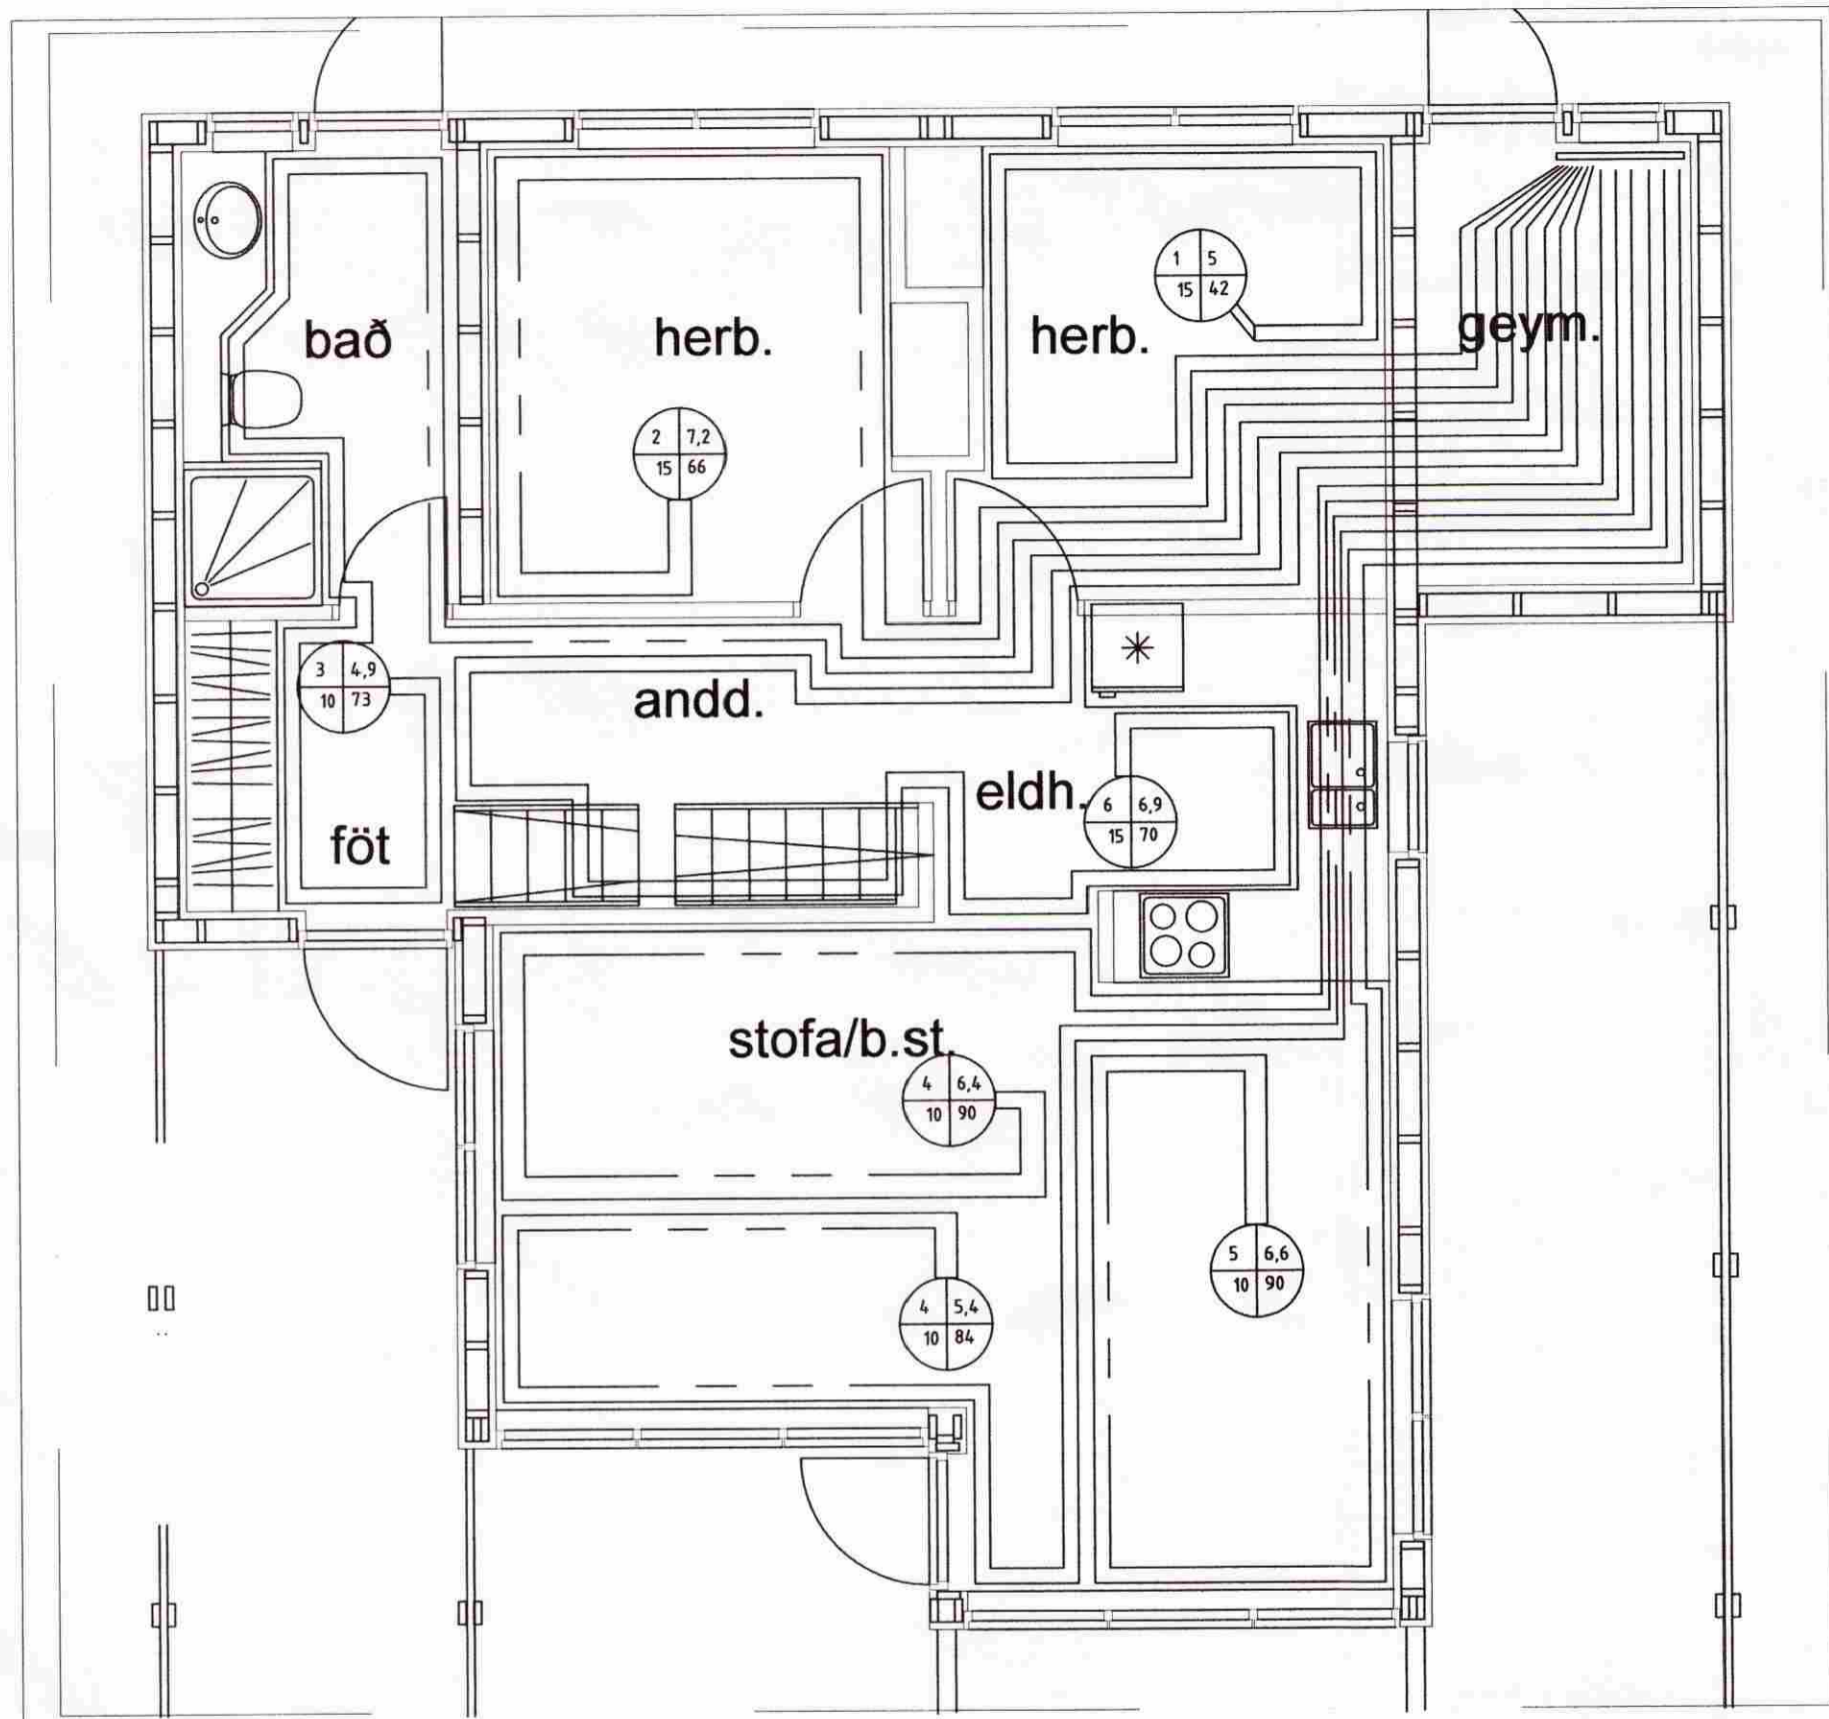 1 5
15 42
bað
herb.
herb.
geym.
2 7,2
15 66
3 4,9
10 73
andd.
eldh.
6 6,9
15 70
föt
stofa/b.st.
4 6,4
10 90
5 6,6
10 90
4 5,4
10 84